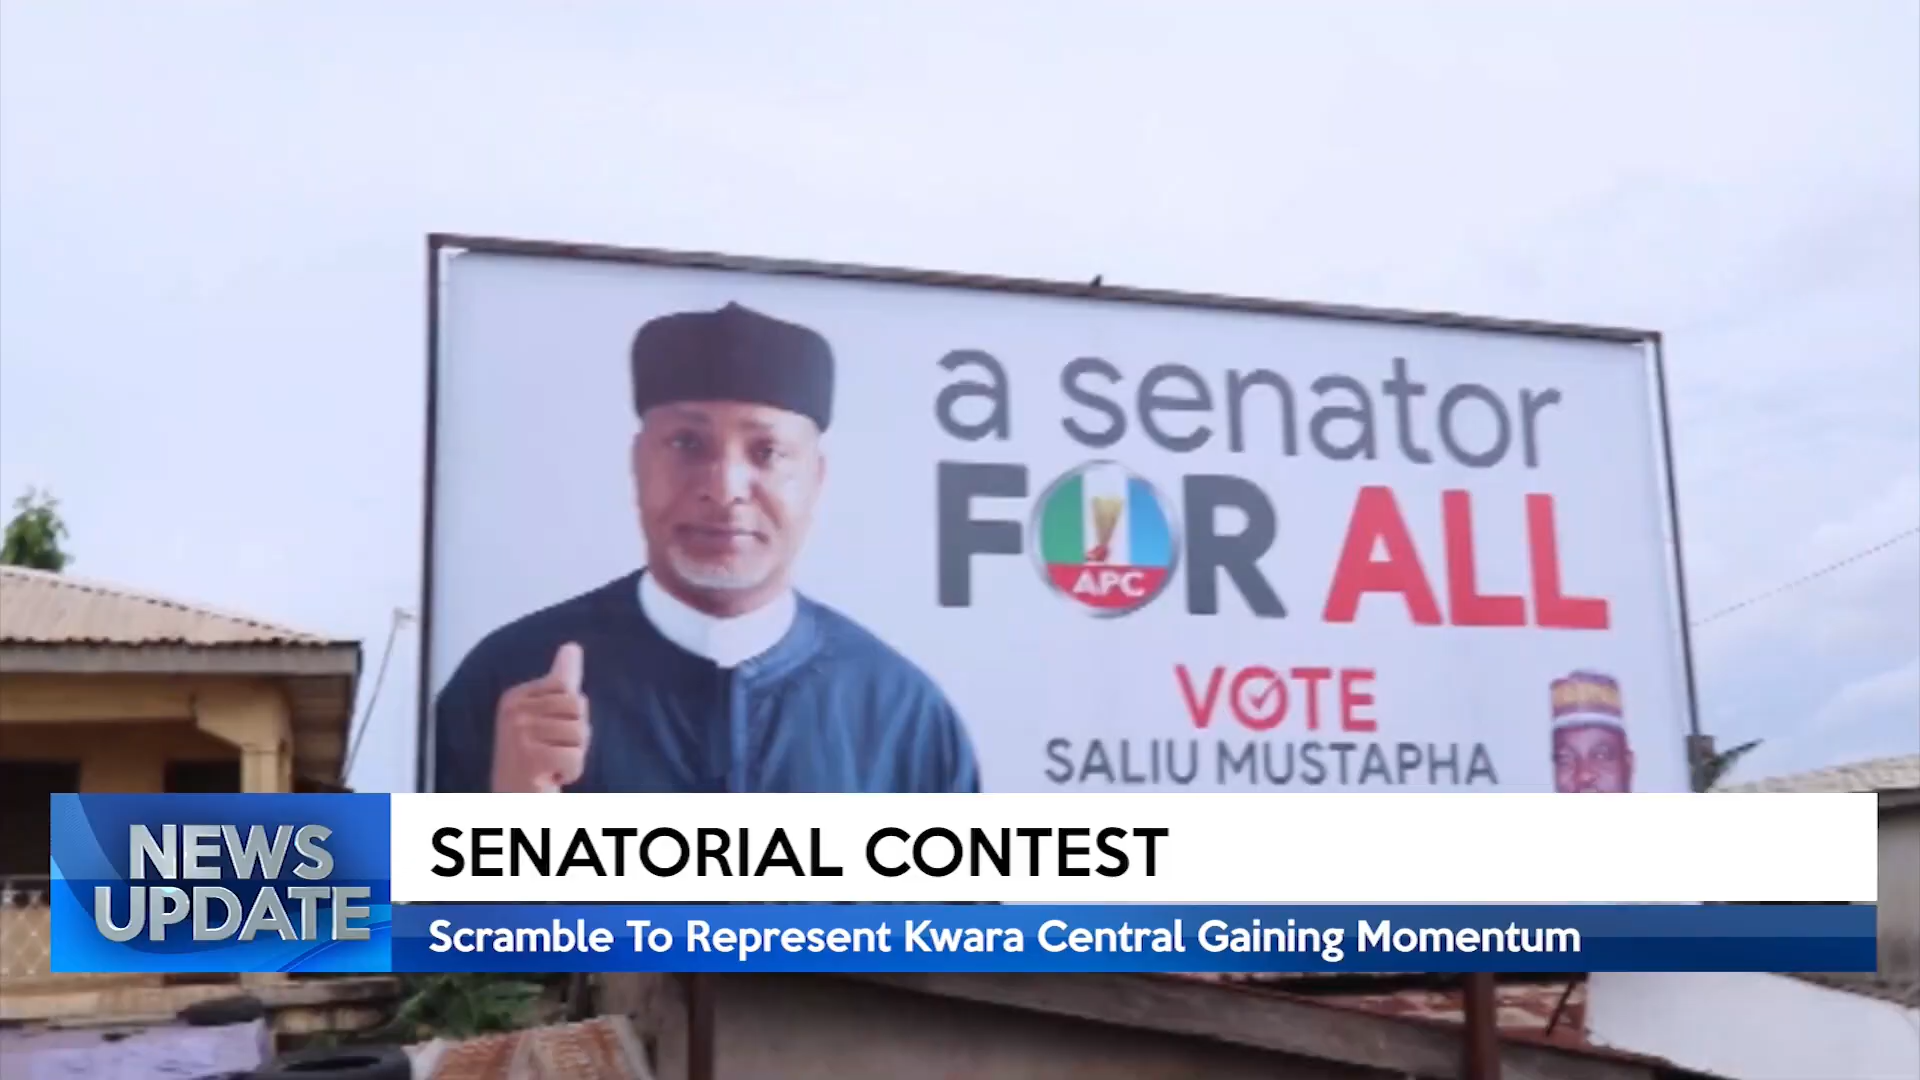 a senator
FOR ALL
APC
VOTE
SALIU MUSTAPHA
NEWS
UPDATE
SENATORIAL CONTEST
Scramble To Represent Kwara Central Gaining Momentum